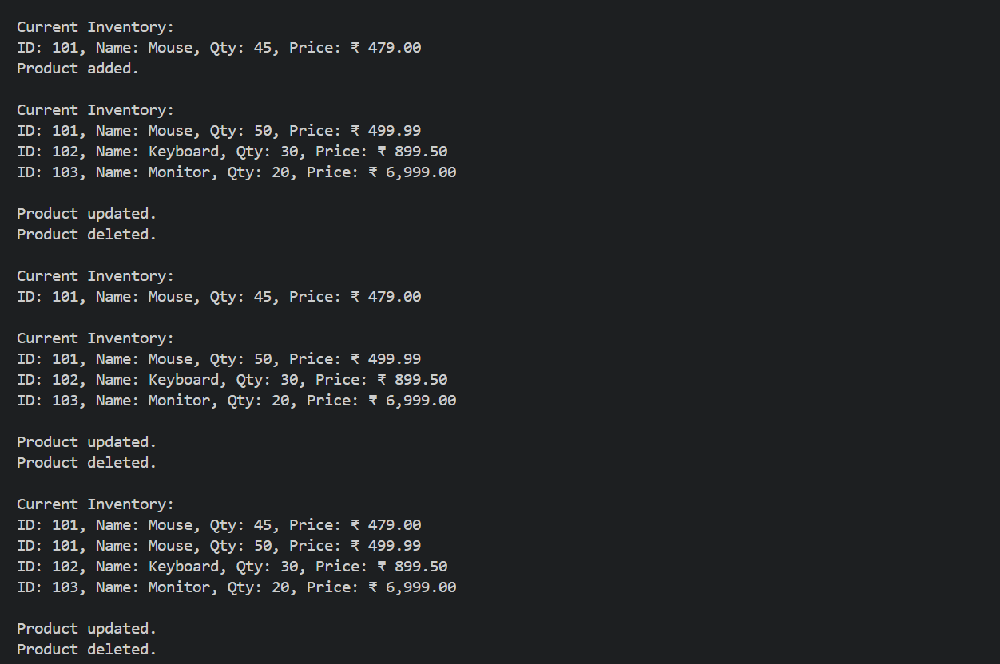 Current Inventory:
ID: 101, Name: Mouse, Qty: 45, Price: ₹ 479.00
Product added.
Current Inventory:
ID: 101, Name: Mouse, Qty: 50, Price: ₹ 499.99
ID: 102, Name: Keyboard, Qty: 30, Price: ₹ 899.50
ID: 103, Name: Monitor, Qty: 20, Price: ₹ 6,999.00
Product updated.
Product deleted.
Current Inventory:
ID: 101, Name: Mouse, Qty: 45, Price: ₹ 479.00
Current Inventory:
ID: 101, Name: Mouse, Qty: 50, Price: ₹ 499.99
ID: 102, Name: Keyboard, Qty: 30, Price: ₹ 899.50
ID: 103, Name: Monitor, Qty: 20, Price: ₹ 6,999.00
Product updated.
Product deleted.
Current Inventory:
ID: 101, Name: Mouse, Qty: 45, Price: ₹ 479.00
ID: 101, Name: Mouse, Qty: 50, Price: ₹ 499.99
ID: 102, Name: Keyboard, Qty: 30, Price: ₹ 899.50
ID: 103, Name: Monitor, Qty: 20, Price: ₹ 6,999.00
Product updated.
Product deleted.